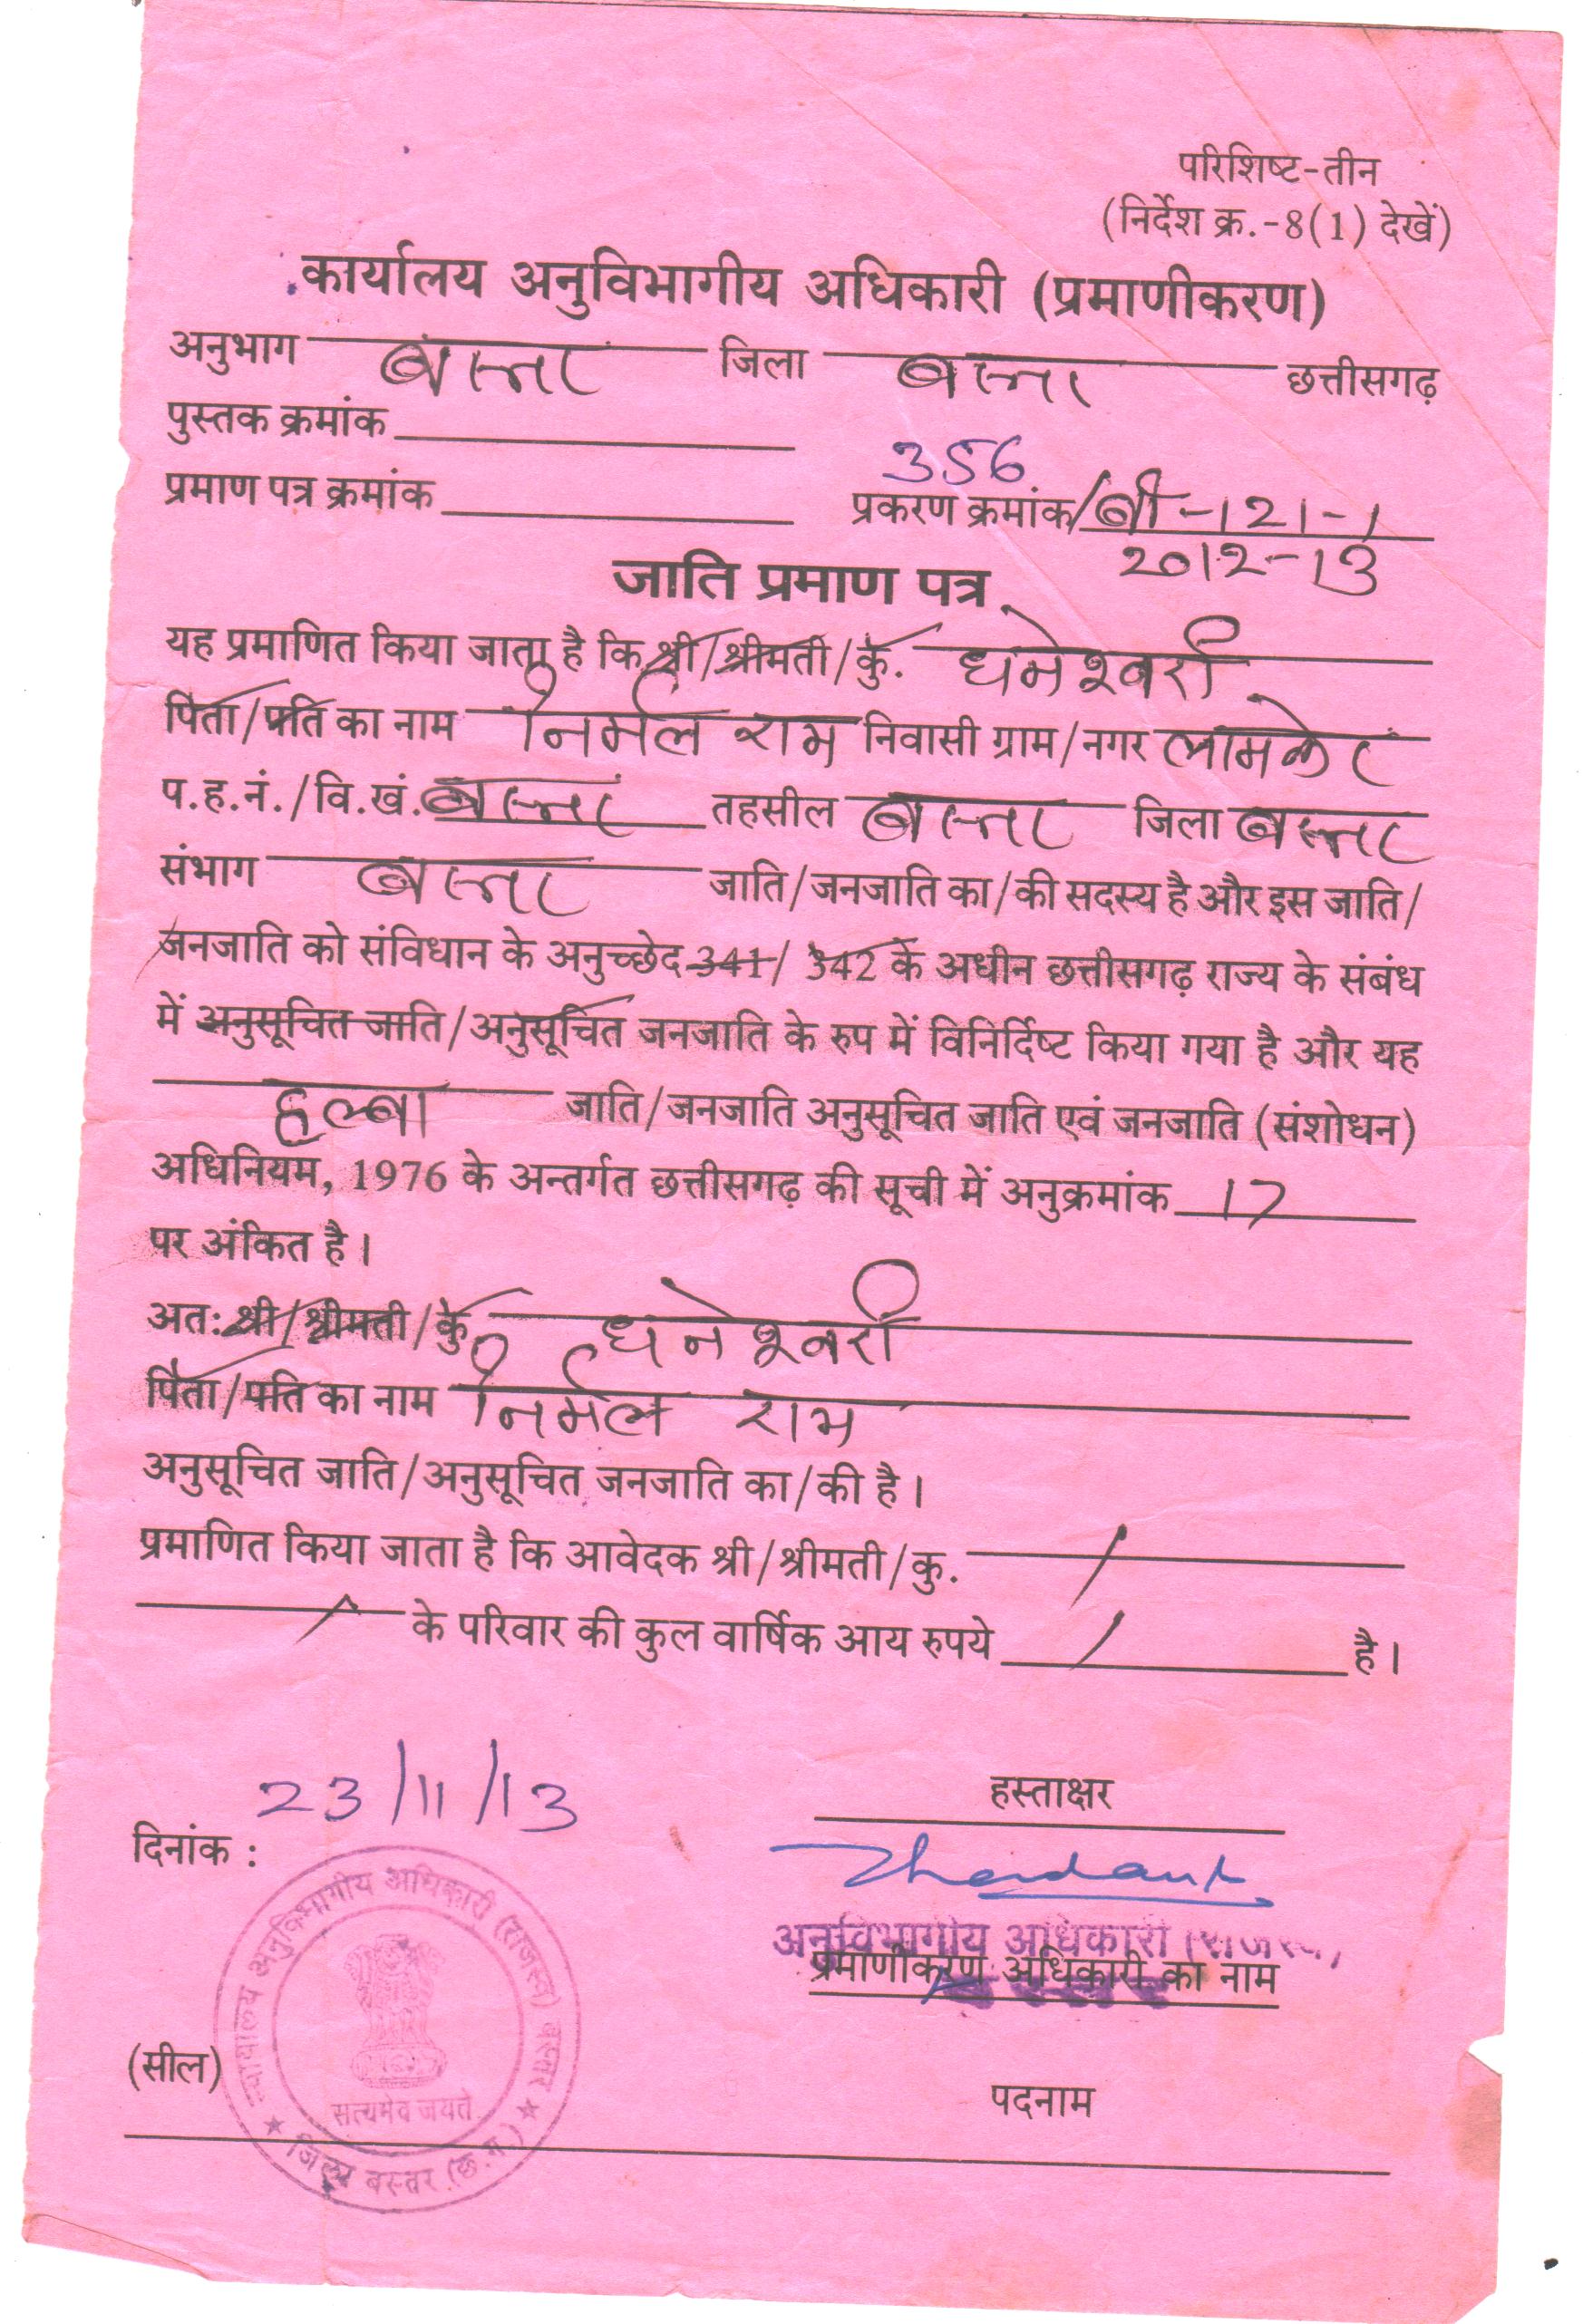 परिशिष्ट-तीन
(निर्देश क्र.-8(1) देखें)
कार्यालय अनुविभागीय अधिकारी (प्रमाणीकरण)
अनुभाग बस्तर जिला बस्तर छत्तीसगढ़
पुस्तक क्रमांक
356
प्रमाण पत्र क्रमांक प्रकरण क्रमांक/बी-121-1
2012-13
जाति प्रमाण पत्र
यह प्रमाणित किया जाता है कि श्री/श्रीमती/कु. धनेश्वरी
पिता/पति का नाम निर्मल राम निवासी ग्राम/नगर लामकेर
प.ह.नं./वि.खं. बस्तर तहसील बस्तर जिला बस्तर
संभाग बस्तर जाति/जनजाति का/की सदस्य है और इस जाति/
जनजाति को संविधान के अनुच्छेद 341/ 342 के अधीन छत्तीसगढ़ राज्य के संबंध
में अनुसूचित जाति/अनुसूचित जनजाति के रुप में विनिर्दिष्ट किया गया है और यह
हल्बा जाति/जनजाति अनुसूचित जाति एवं जनजाति (संशोधन)
अधिनियम, 1976 के अन्तर्गत छत्तीसगढ़ की सूची में अनुक्रमांक 17
पर अंकित है।
अत: श्री/श्रीमती/कु धनेश्वरी
पिता/पति का नाम निर्मल राम
अनुसूचित जाति/अनुसूचित जनजाति का/की है।
प्रमाणित किया जाता है कि आवेदक श्री/श्रीमती/कु. /
/ के परिवार की कुल वार्षिक आय रुपये / है।
23/11/13
हस्ताक्षर
दिनांक :
अनुविभागीय अधिकारी (राजस्व)
प्रमाणीकरण अधिकारी का नाम
न्यायालय अनुविभागीय अधिकारी (राजस्व) बस्तर
सत्यमेव जयते
जिला बस्तर (छ.ग.)
(सील)
पदनाम